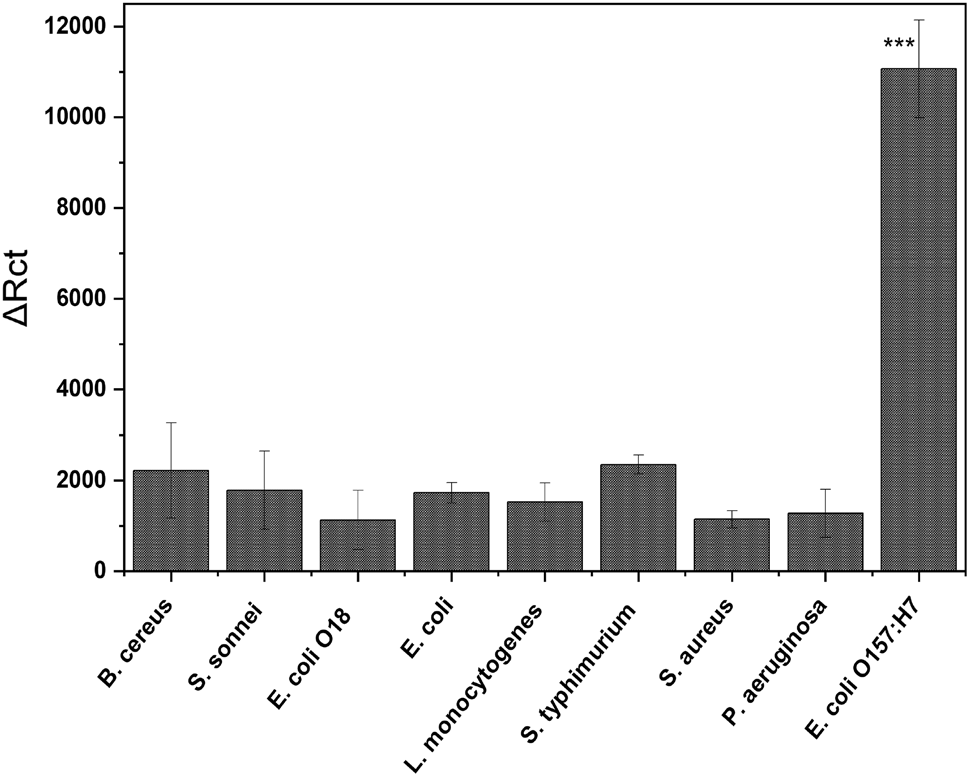 12000
10000
8000
6000
4000
2000
0
ΔRct
***
B. cereus
S. sonnei
E. coli O18
E. coli
L. monocytogenes
S. typhimurium
S. aureus
P. aeruginosa
E. coli O157:H7